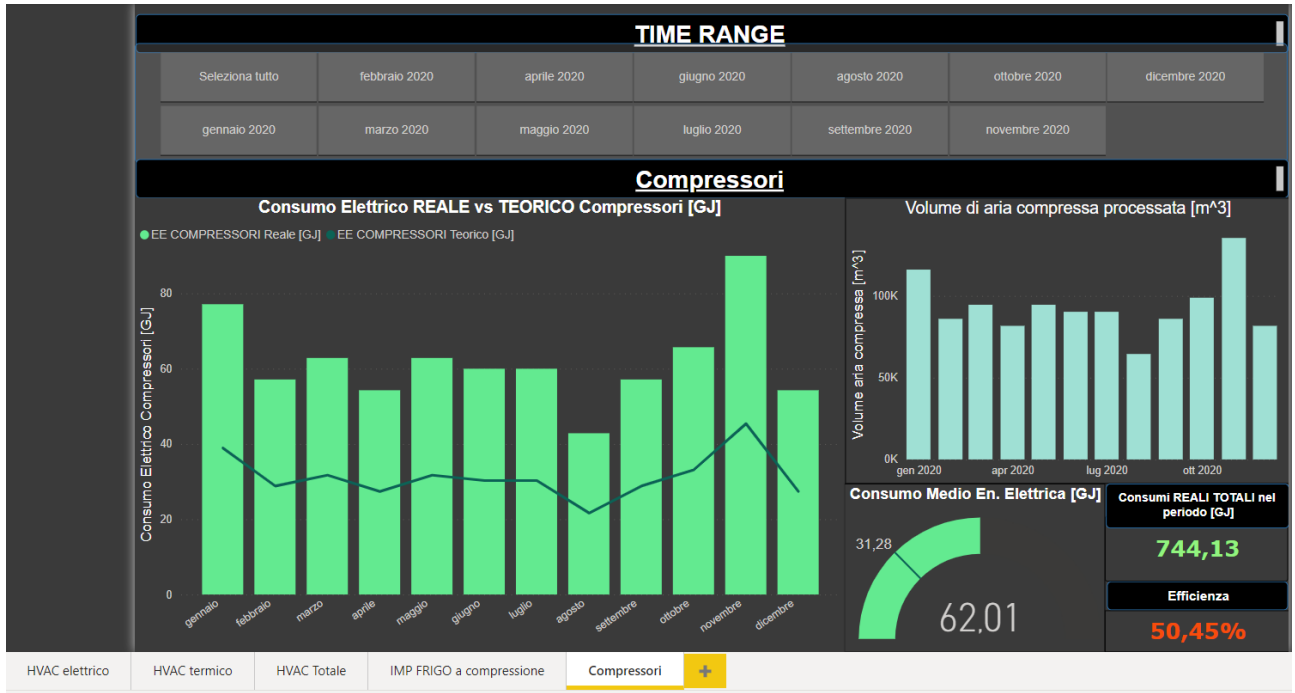 TIME RANGE
Seleziona tutto
febbraio 2020
aprile 2020
giugno 2020
agosto 2020
ottobre 2020
dicembre 2020
gennaio 2020
marzo 2020
maggio 2020
luglio 2020
settembre 2020
novembre 2020
Compressori
Consumo Elettrico REALE vs TEORICO Compressori [GJ]
EE COMPRESSORI Reale [GJ]
EE COMPRESSORI Teorico [GJ]
Consumo Elettrico Compressori [GJ]
80
60
40
20
0
gennaio
febbraio
marzo
aprile
maggio
giugno
luglio
agosto
settembre
ottobre
novembre
dicembre
Volume di aria compressa processata [m^3]
Volume aria compressa [m^3]
100K
50K
0K
gen 2020
apr 2020
lug 2020
ott 2020
Consumo Medio En. Elettrica [GJ]
31,28
62,01
Consumi REALI TOTALI nel
periodo [GJ]
744,13
Efficienza
50,45%
HVAC elettrico
HVAC termico
HVAC Totale
IMP FRIGO a compressione
Compressori
+